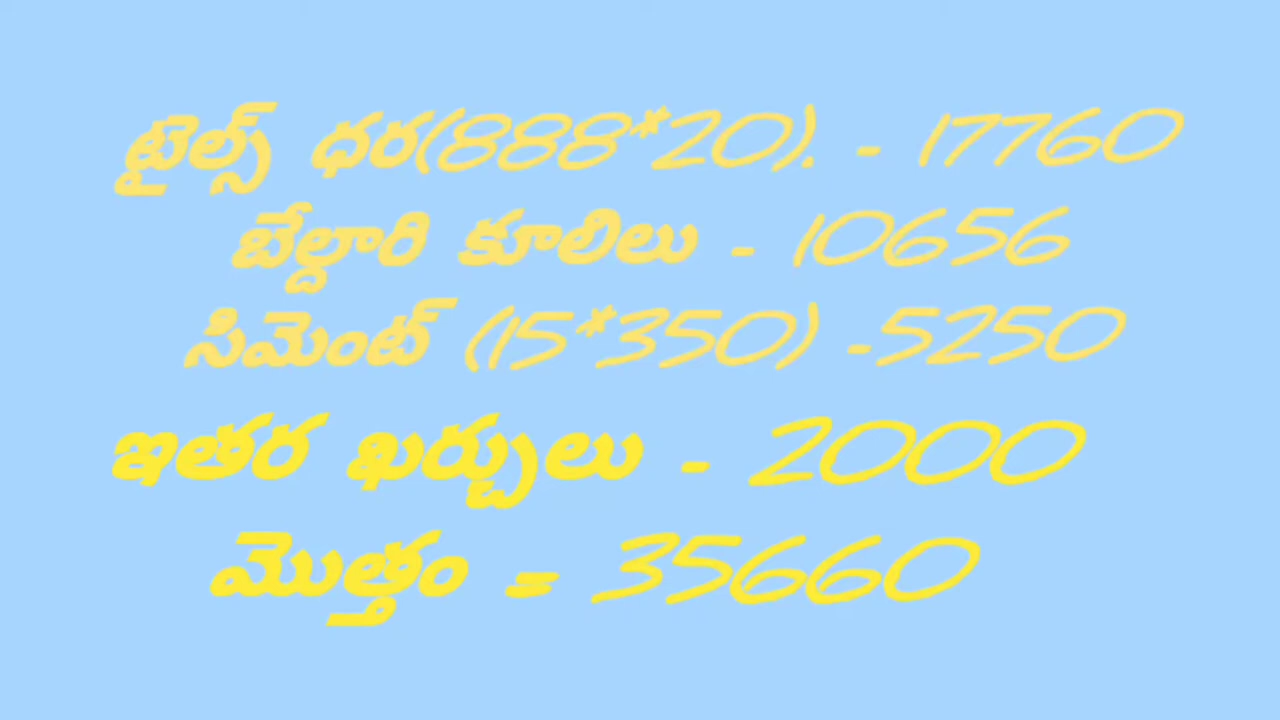 టైల్స్ ధర(888*20). - 17760
బేల్దారి కూలిలు - 10656
సిమెంట్ (15*350) -5250
ఇతర ఖర్చులు - 2000
మొత్తం = 35660